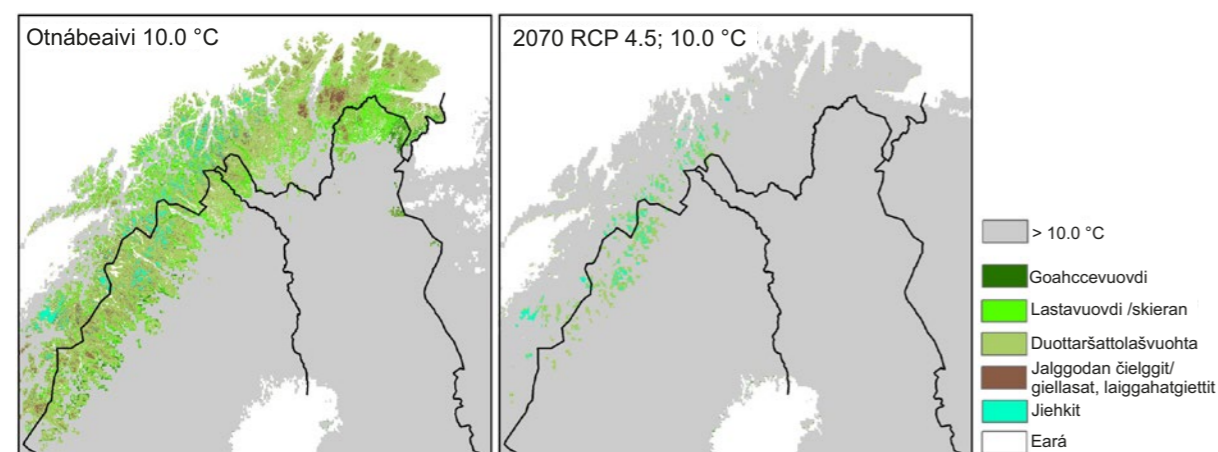 Otnábeaivi 10.0 °C
2070 RCP 4.5; 10.0 °C
> 10.0 °C
Goahccevuovdi
Lastavuovdi /skieran
Duottaršattolašvuohta
Jalggodan čielggit/
giellasat, laiggahatgiettit
Jiehkit
Eará